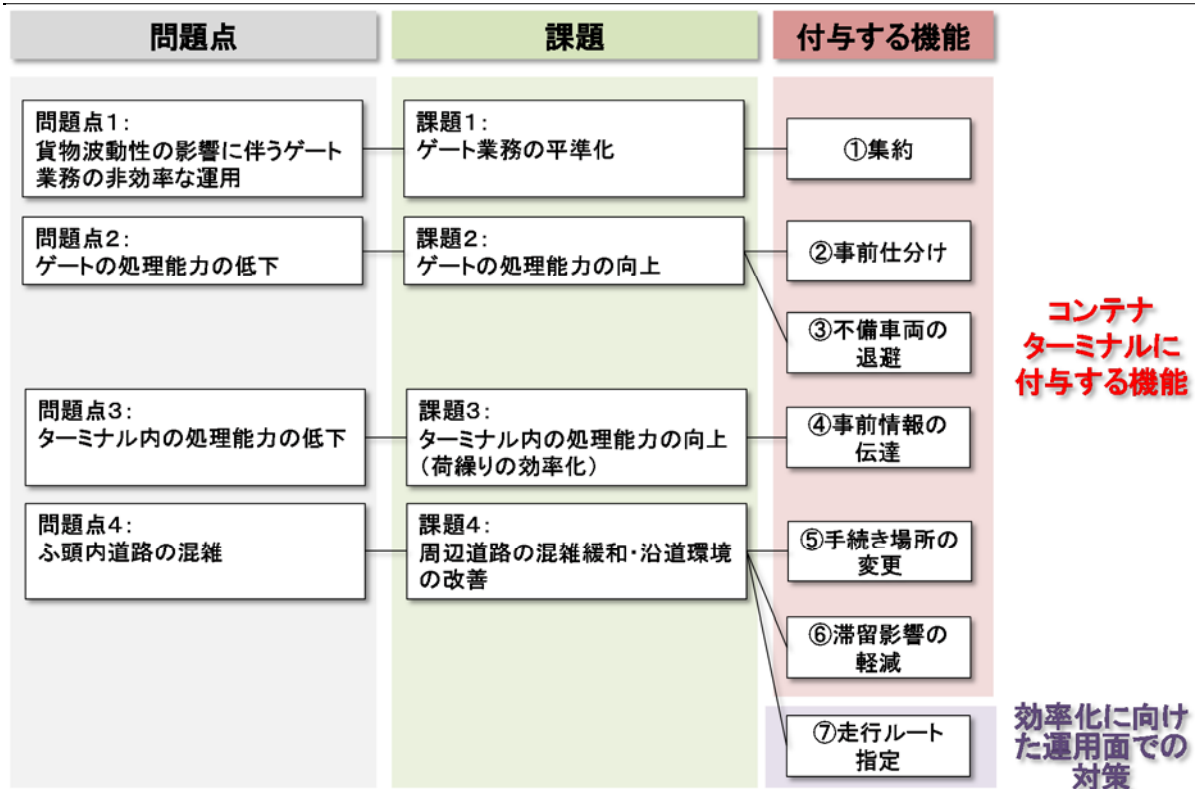 問題点
課題
付与する機能
問題点1:
貨物波動性の影響に伴うゲート
業務の非効率な運用
課題1:
ゲート業務の平準化
①集約
問題点2:
ゲートの処理能力の低下
課題2:
ゲートの処理能力の向上
②事前仕分け
③不備車両の
退避
問題点3:
ターミナル内の処理能力の低下
課題3:
ターミナル内の処理能力の向上
(荷繰りの効率化)
④事前情報の
伝達
問題点4:
ふ頭内道路の混雑
課題4:
周辺道路の混雑緩和・沿道環境
の改善
⑤手続き場所の
変更
⑥滞留影響の
軽減
⑦走行ルート
指定
コンテナ
ターミナルに
付与する機能
効率化に向け
た運用面での
対策